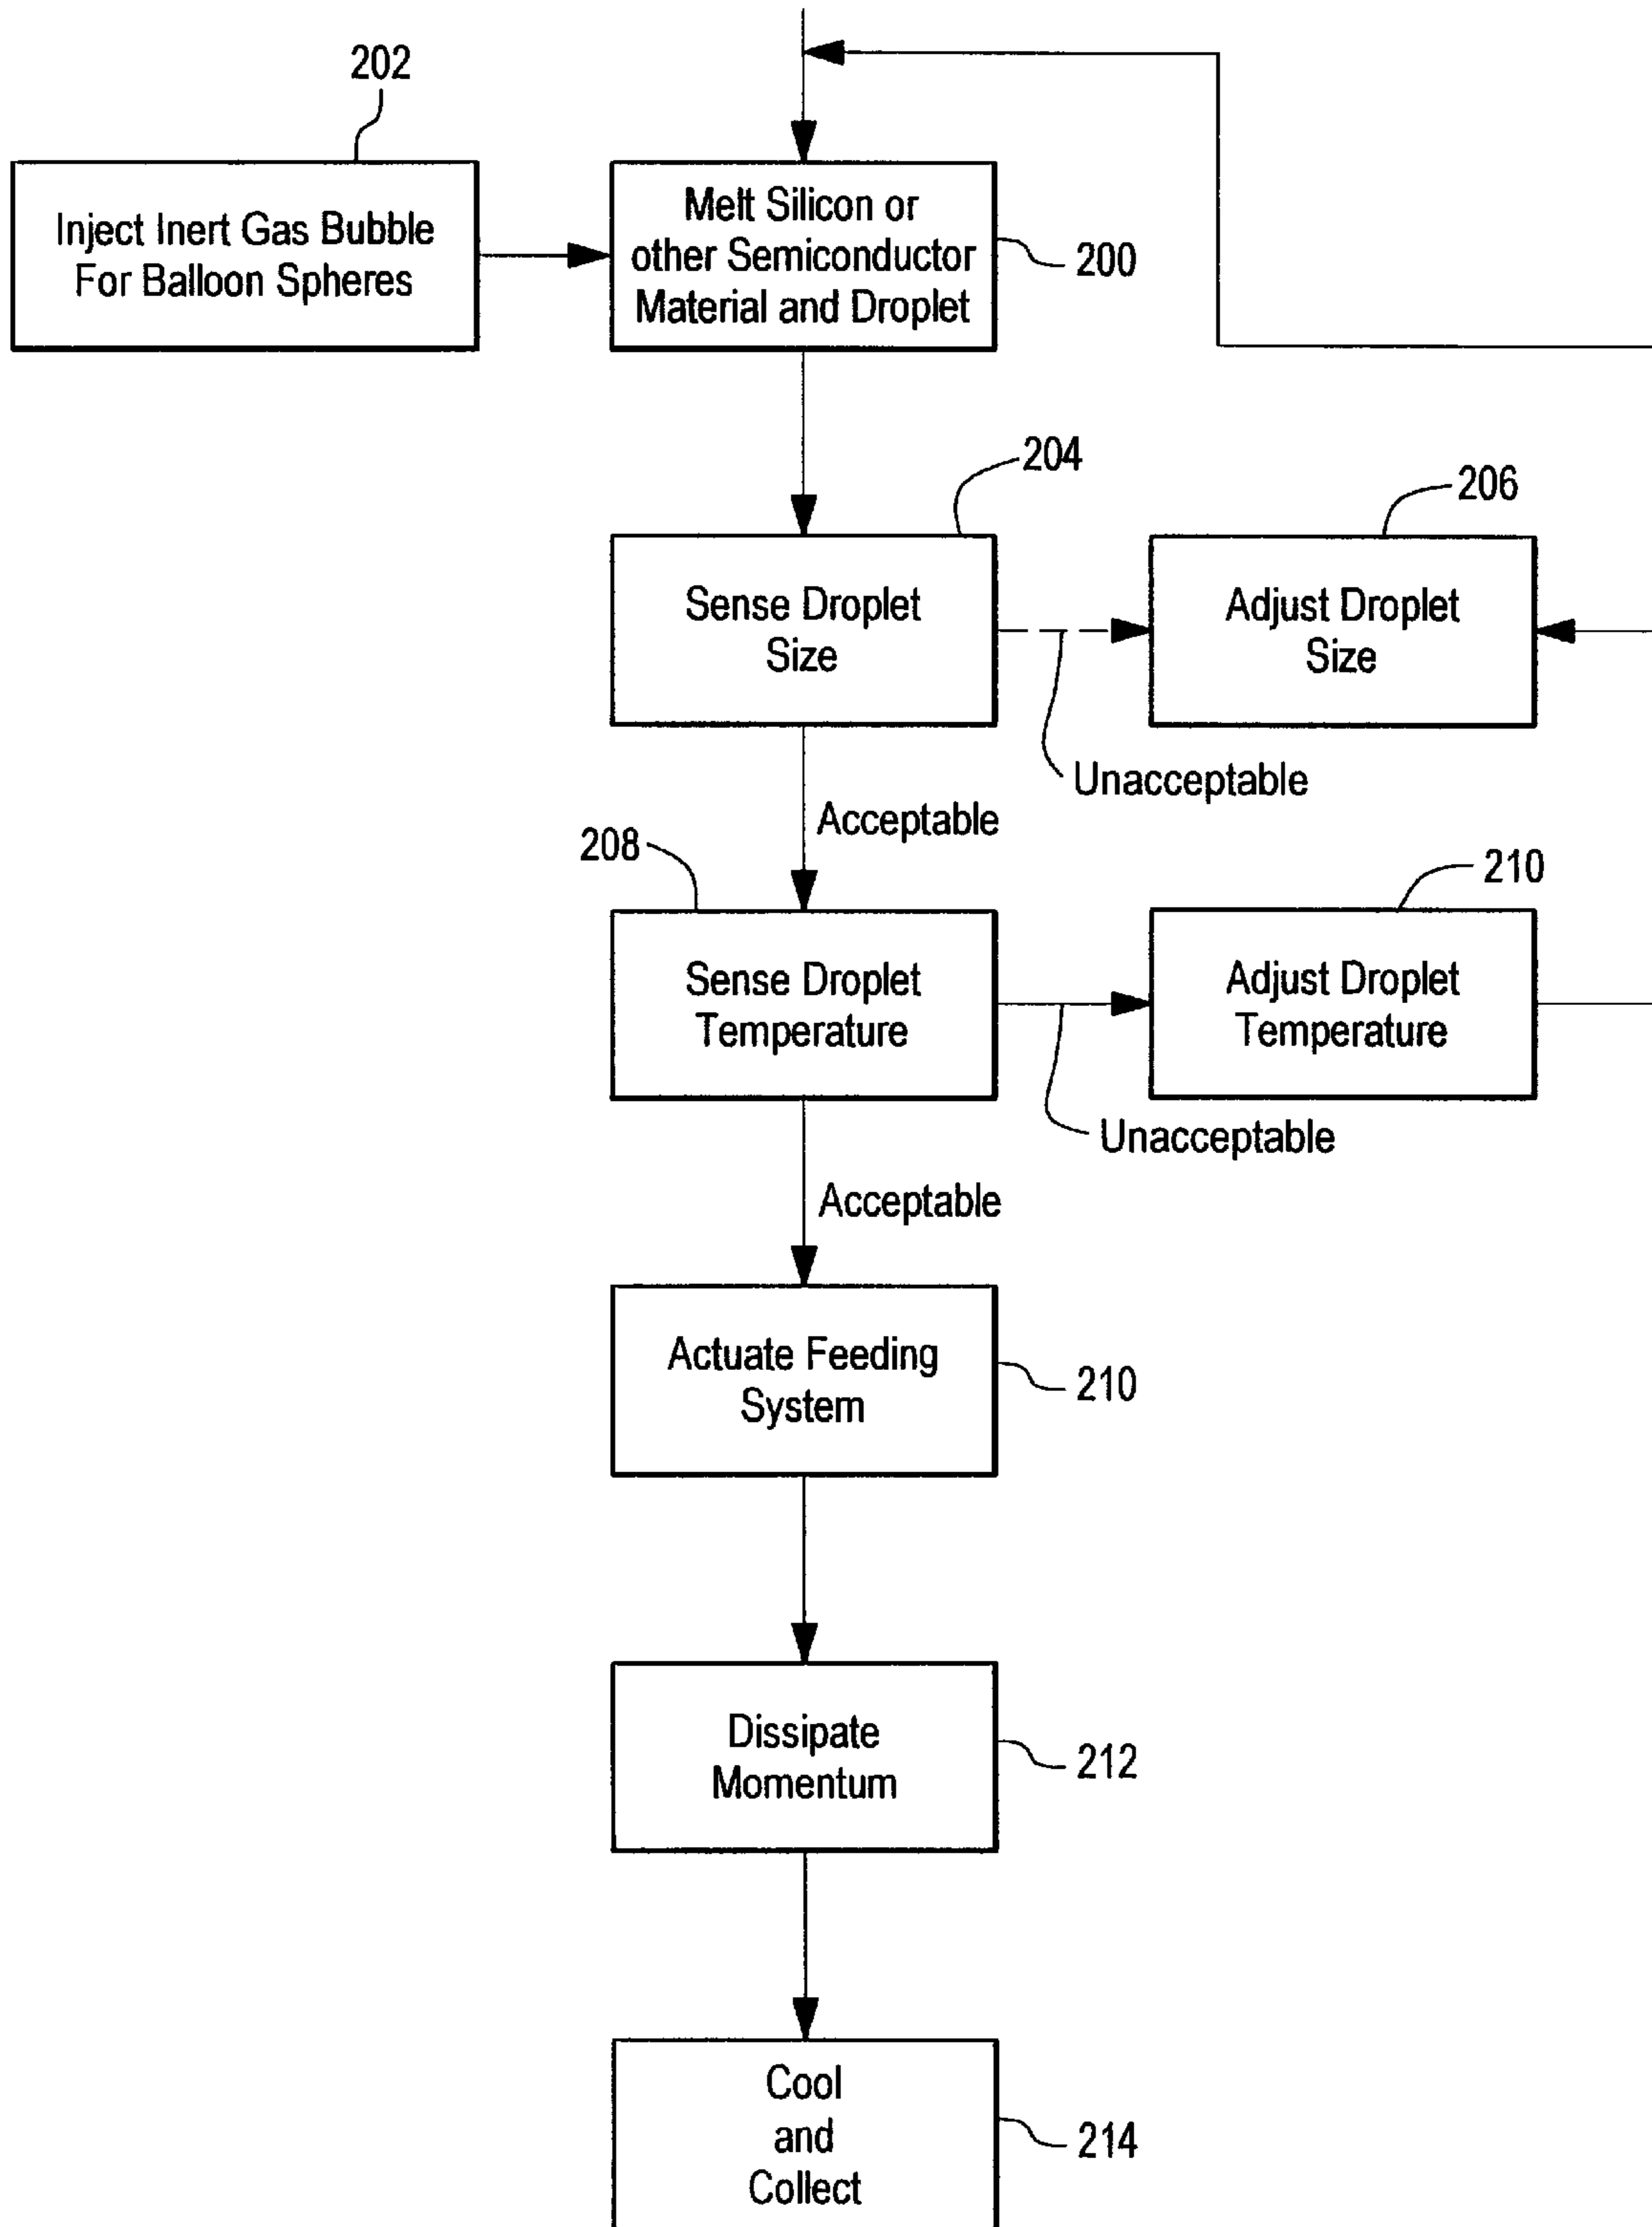 202
Inject Inert Gas Bubble
For Balloon Spheres
Melt Silicon or
other Semiconductor
Material and Droplet
200
204
Sense Droplet
Size
206
Adjust Droplet
Size
Unacceptable
Acceptable
208
Sense Droplet
Temperature
210
Adjust Droplet
Temperature
Unacceptable
Acceptable
Actuate Feeding
System
210
Dissipate
Momentum
212
Cool
and
Collect
214